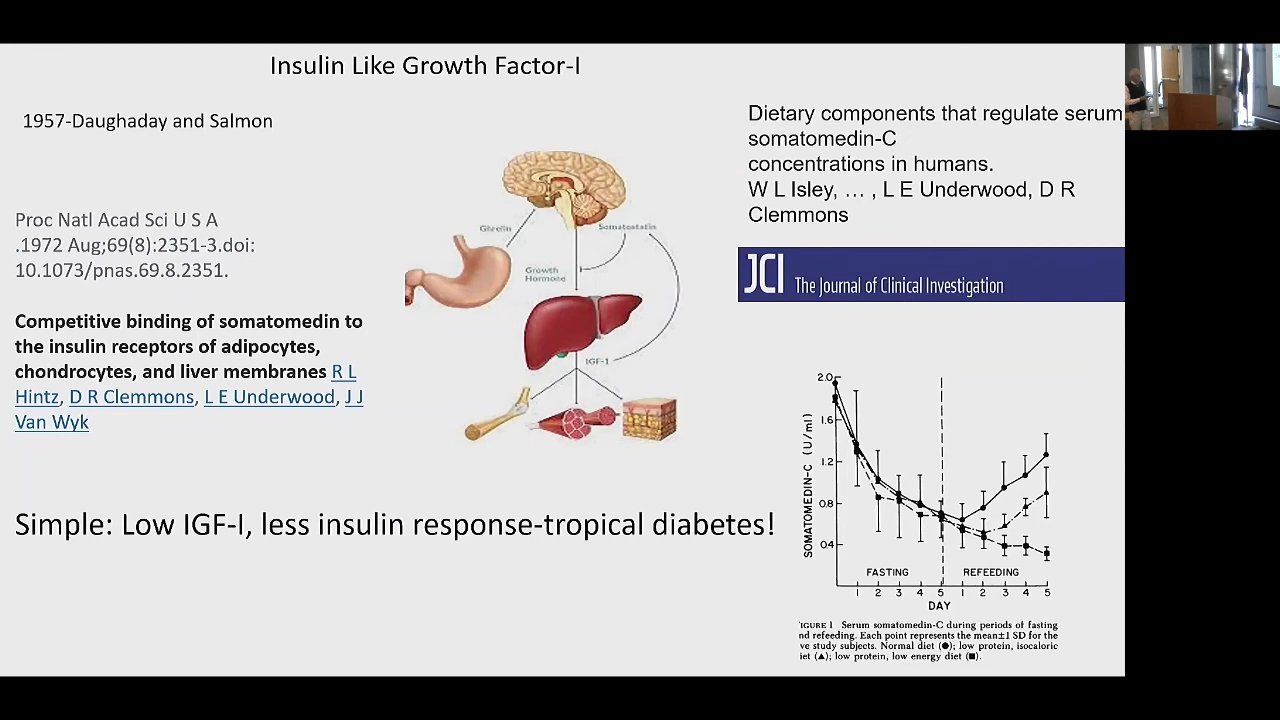 Insulin Like Growth Factor-I
1957-Daughaday and Salmon
Proc Natl Acad Sci U S A
.1972 Aug;69(8):2351-3.doi:
10.1073/pnas.69.8.2351.
Competitive binding of somatomedin to
the insulin receptors of adipocytes,
chondrocytes, and liver membranes R L
Hintz, D R Clemmons, L E Underwood, J J
Van Wyk
Ghrelin
Somatostatin
Growth
Hormone
IGF-1
Simple: Low IGF-I, less insulin response-tropical diabetes!
Dietary components that regulate serum
somatomedin-C
concentrations in humans.
W L Isley, ... , L E Underwood, D R
Clemmons
JCI The Journal of Clinical Investigation
SOMATOMEDIN-C (U/ml)
2.0
1.6
1.2
0.8
04
FASTING
REFEEDING
1 2 3 4 5 1 2 3 4 5
DAY
IGURE 1 Serum somatomedin-C during periods of fasting
nd refeeding. Each point represents the mean±1 SD for the
ve study subjects. Normal diet (●); low protein, isocaloric
iet (▲); low protein, low energy diet (■).